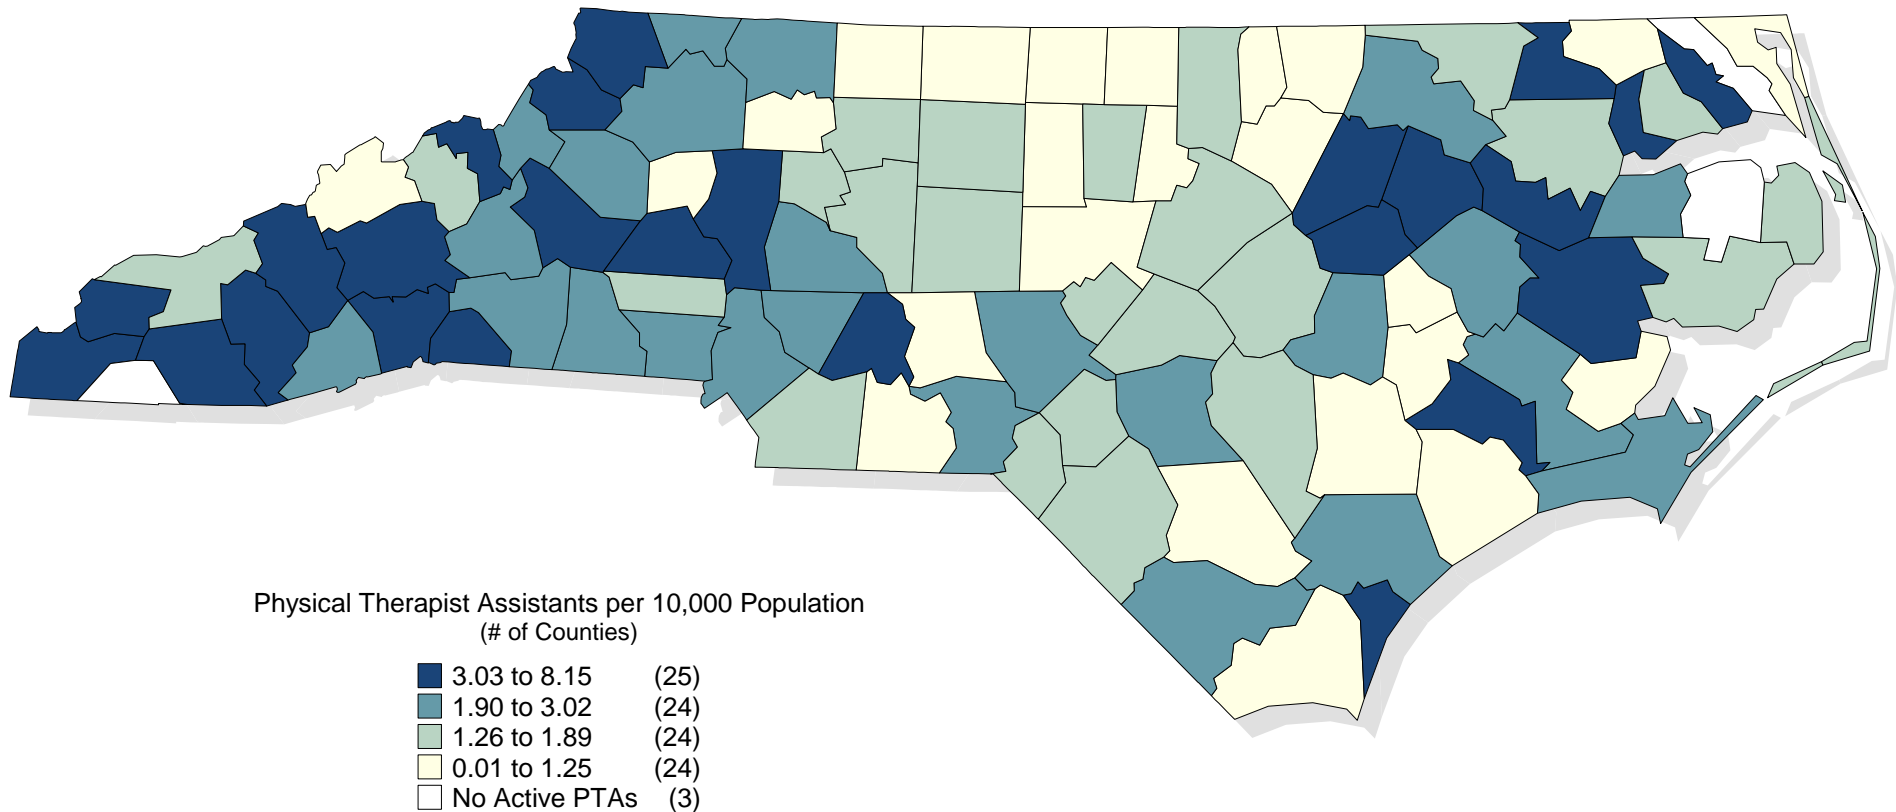 Physical Therapist Assistants per 10,000 Population
(# of Counties)
3.03 to 8.15 (25)
1.90 to 3.02 (24)
1.26 to 1.89 (24)
0.01 to 1.25 (24)
No Active PTAs (3)